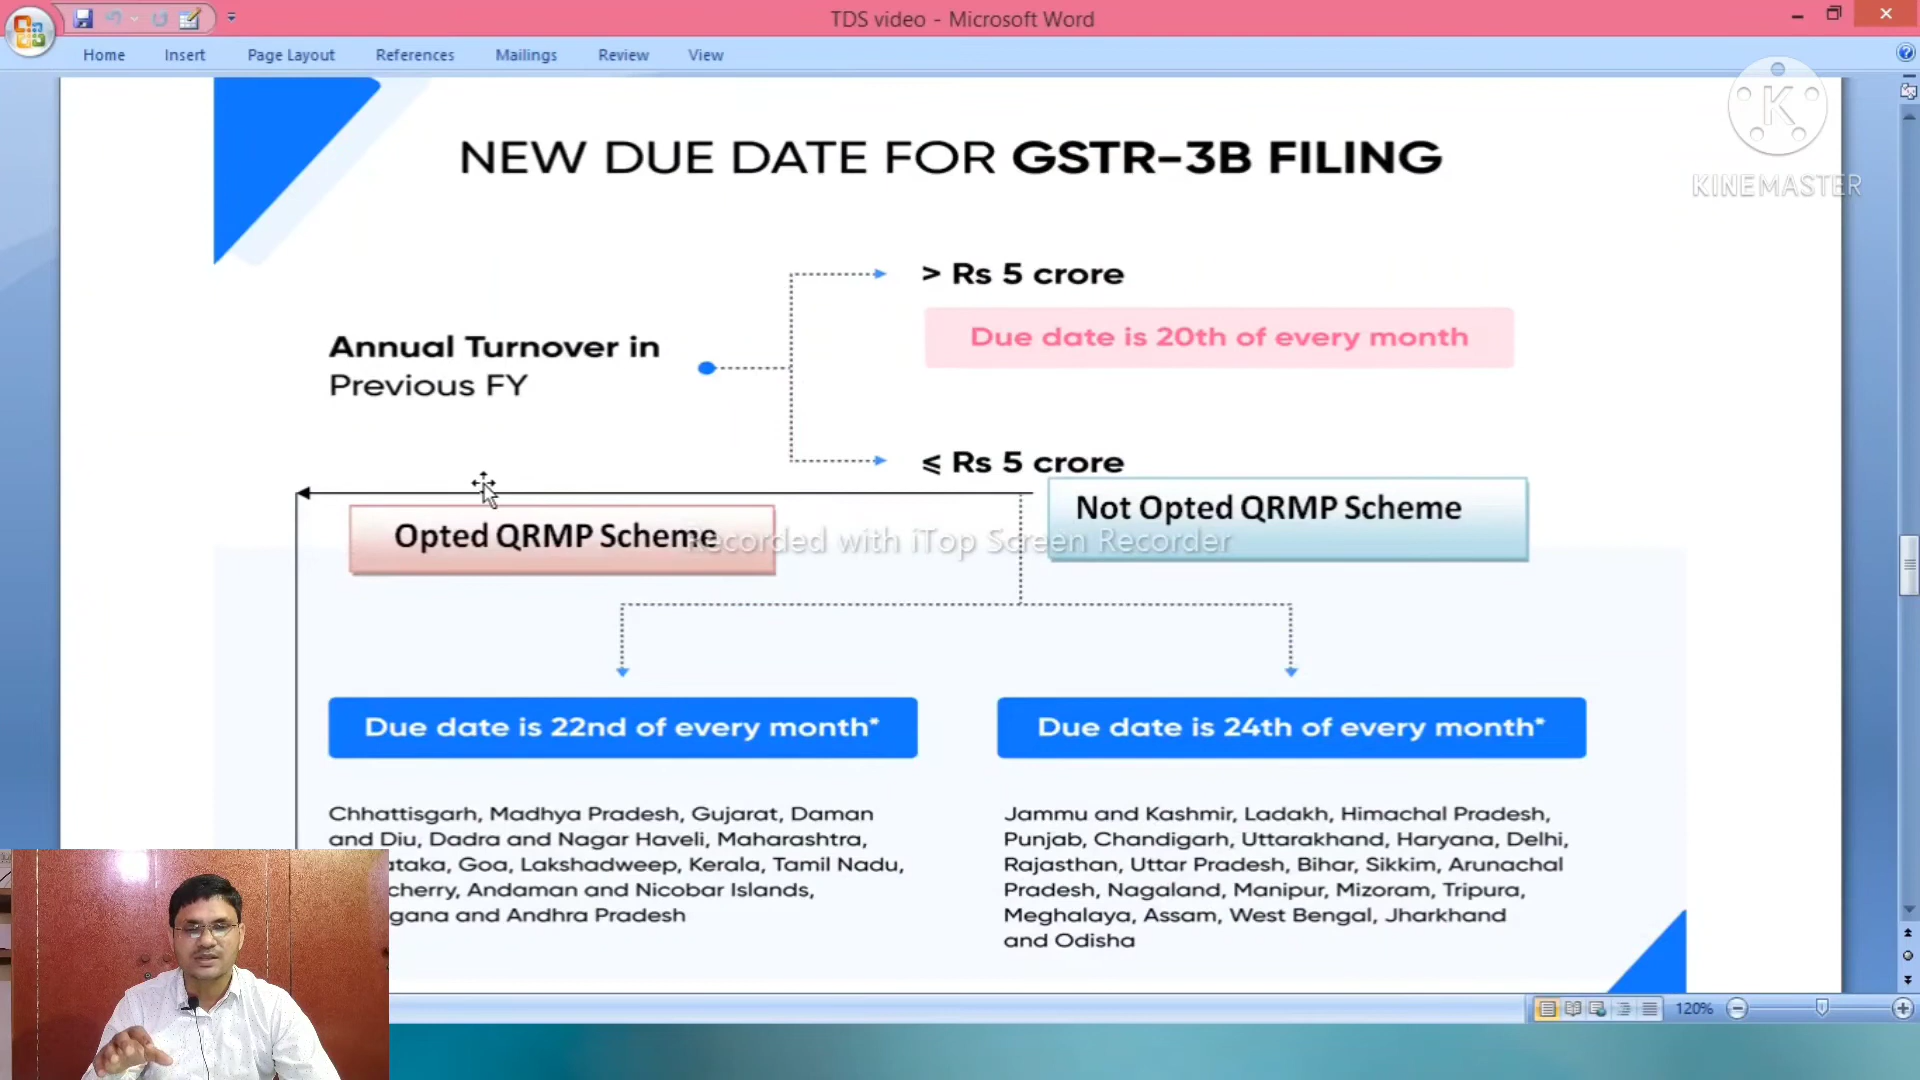 TDS video - Microsoft Word
Home Insert Page Layout References Mailings Review View
KINEMASTER
NEW DUE DATE FOR GSTR-3B FILING
> Rs 5 crore
Due date is 20th of every month
Annual Turnover in
Previous FY
⩽ Rs 5 crore
Opted QRMP Scheme
Not Opted QRMP Scheme
Recorded with iTop Screen Recorder
Due date is 22nd of every month*
Chhattisgarh, Madhya Pradesh, Gujarat, Daman
and Diu, Dadra and Nagar Haveli, Maharashtra,
ataka, Goa, Lakshadweep, Kerala, Tamil Nadu,
cherry, Andaman and Nicobar Islands,
gana and Andhra Pradesh
Due date is 24th of every month*
Jammu and Kashmir, Ladakh, Himachal Pradesh,
Punjab, Chandigarh, Uttarakhand, Haryana, Delhi,
Rajasthan, Uttar Pradesh, Bihar, Sikkim, Arunachal
Pradesh, Nagaland, Manipur, Mizoram, Tripura,
Meghalaya, Assam, West Bengal, Jharkhand
and Odisha
120%